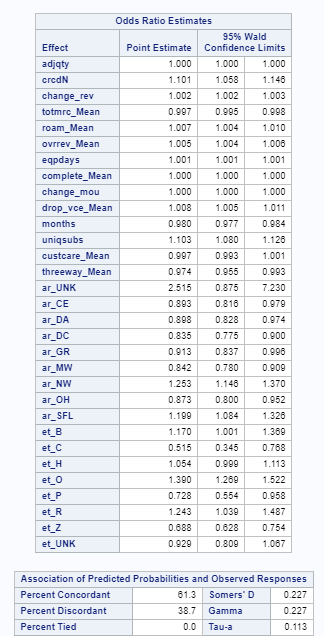 Odds Ratio Estimates
95% Wald
Effect Point Estimate Confidence Limits
adjqty 1.000 1.000 1.000
crcdN 1.101 1.058 1.146
change_rev 1.002 1.002 1.003
totmrc_Mean 0.997 0.995 0.998
roam_Mean 1.007 1.004 1.010
ovrrev_Mean 1.005 1.004 1.006
eqpdays 1.001 1.001 1.001
complete_Mean 1.000 1.000 1.000
change_mou 1.000 1.000 1.000
drop_vce_Mean 1.008 1.005 1.011
months 0.980 0.977 0.984
uniqsubs 1.103 1.080 1.126
custcare_Mean 0.997 0.993 1.001
threeway_Mean 0.974 0.955 0.993
ar_UNK 2.515 0.875 7.230
ar_CE 0.893 0.816 0.979
ar_DA 0.898 0.828 0.974
ar_DC 0.835 0.775 0.900
ar_GR 0.913 0.837 0.996
ar_MW 0.842 0.780 0.909
ar_NW 1.253 1.146 1.370
ar_OH 0.873 0.800 0.952
ar_SFL 1.199 1.084 1.326
et_B 1.170 1.001 1.369
et_C 0.515 0.345 0.768
et_H 1.054 0.999 1.113
et_O 1.390 1.269 1.522
et_P 0.728 0.554 0.958
et_R 1.243 1.039 1.487
et_Z 0.688 0.628 0.754
et_UNK 0.929 0.809 1.067
Association of Predicted Probabilities and Observed Responses
Percent Concordant 61.3 Somers' D 0.227
Percent Discordant 38.7 Gamma 0.227
Percent Tied 0.0 Tau-a 0.113